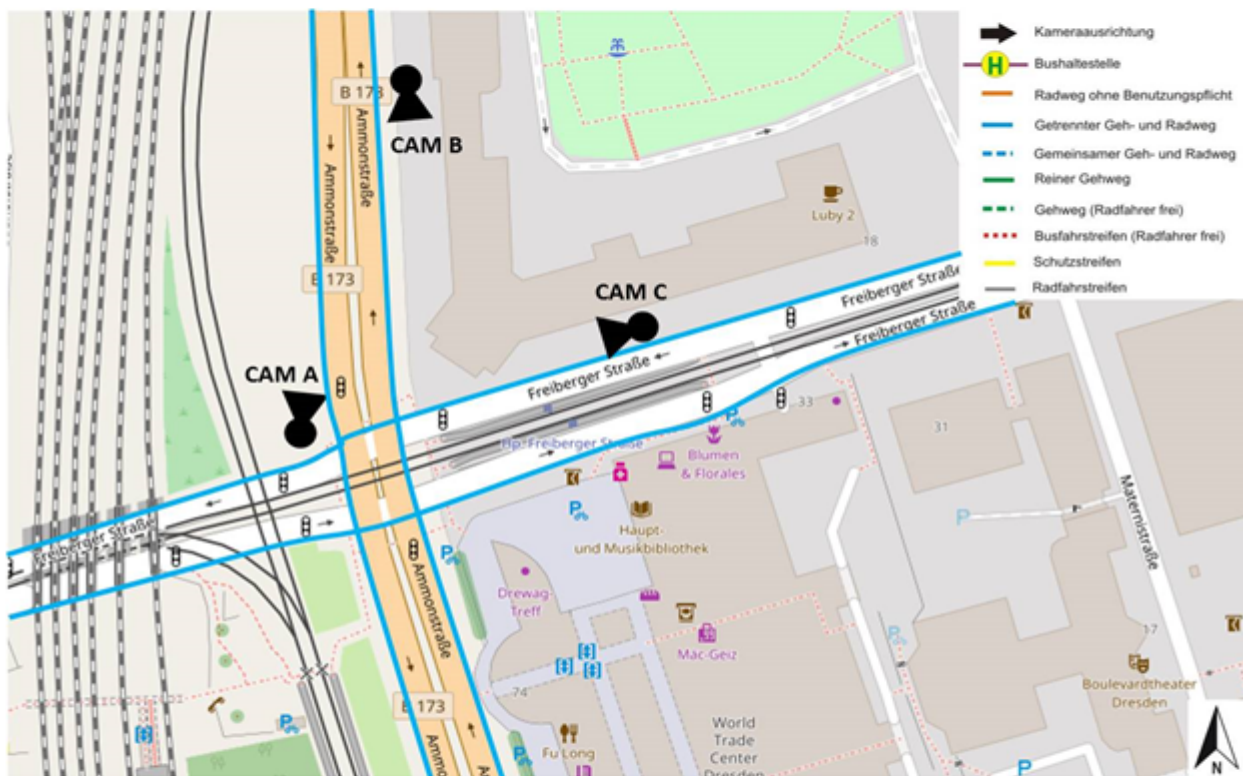 B 173
Ammonstraße
Ammonstraße
CAM B
B 173
CAM A
CAM C
Luby 2
18
Freiberger Straße
Freiberger Straße
Freiberger Straße
Bp. Freiberger Straße
33
31
Blumen
& Florales
Haupt-
und Musikbibliothek
Drewag-
Treff
Mac-Geiz
Freiberger Straße
Ammonstraße
74
B 173
Fu Long
World
Trade
Center
Dresden
P
P
P
P
P
P
P
P
Maternistraße
17
Boulevardtheater
Dresden
Kameraausrichtung
H
Bushaltestelle
Radweg ohne Benutzungspflicht
Getrennter Geh- und Radweg
Gemeinsamer Geh- und Radweg
Reiner Gehweg
Gehweg (Radfahrer frei)
Busfahrstreifen (Radfahrer frei)
Schutzstreifen
Radfahrstreifen
N